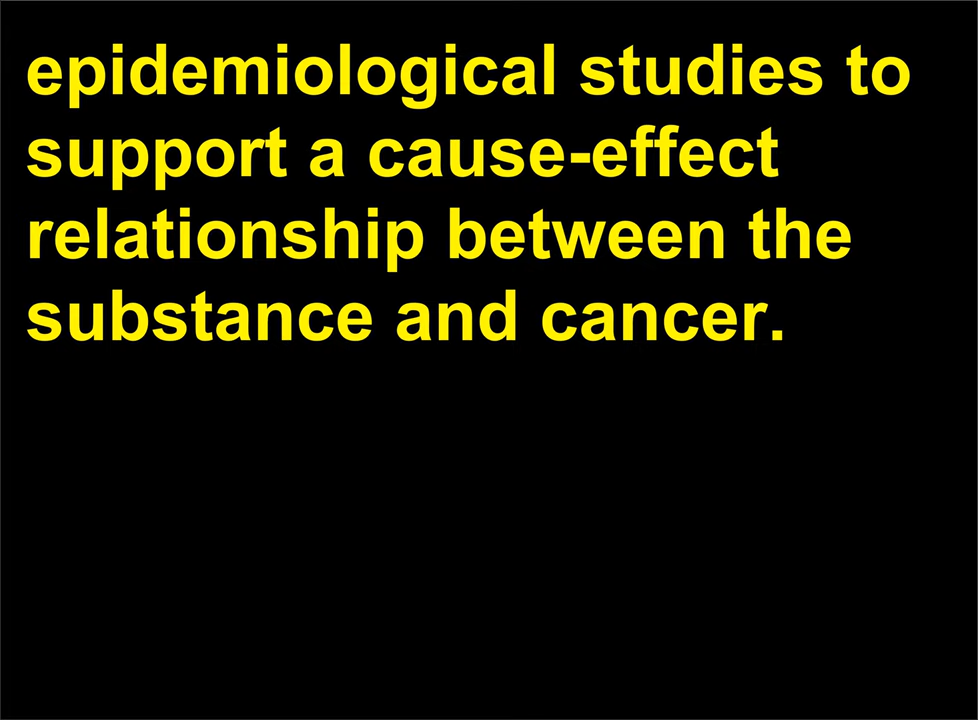 epidemiological studies to
support a cause-effect
relationship between the
substance and cancer.